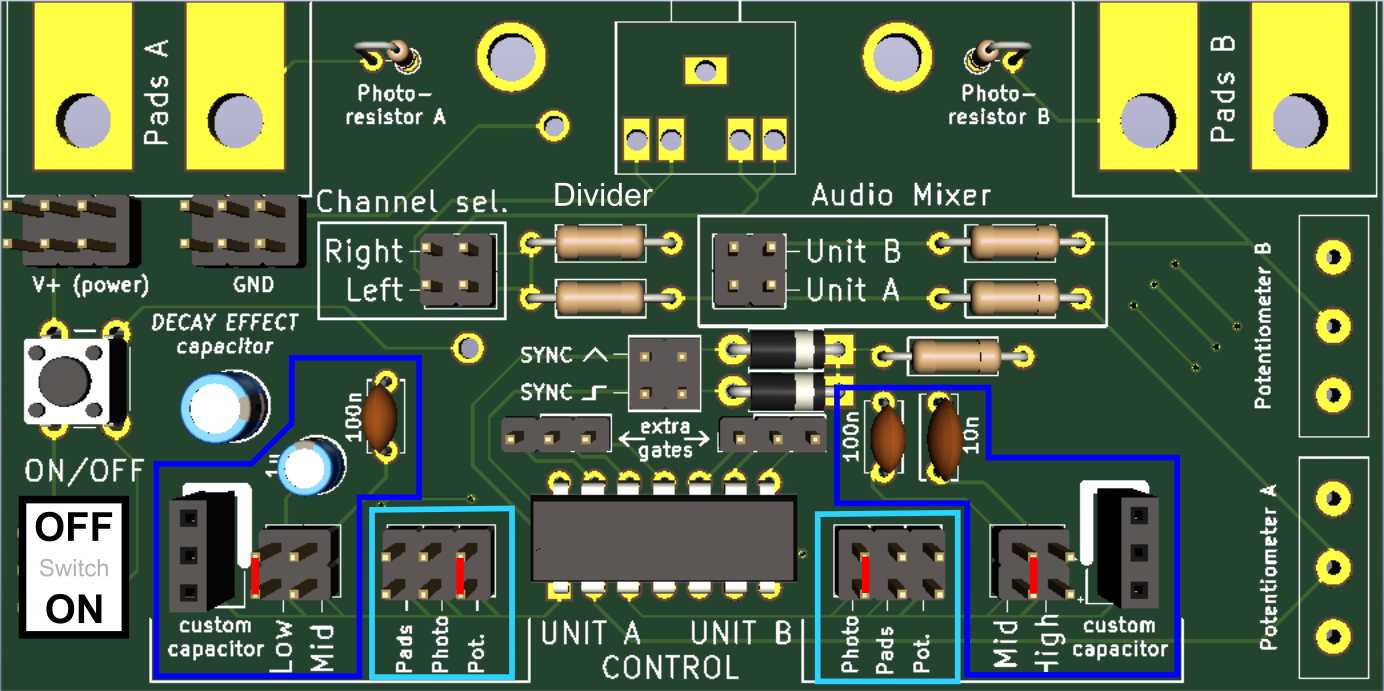 Pads A
Photo-
resistor A
Photo-
resistor B
Pads B
Channel sel.
Divider
Audio Mixer
Right
Left
Unit B
Unit A
V+ (power)
GND
DECAY EFFECT
capacitor
SYNC
SYNC
extra
gates
100n
100n
10n
Potentiometer B
Potentiometer A
ON/OFF
OFF
Switch
ON
custom
capacitor
Low
Mid
Pads
Photo
Pot.
UNIT A
UNIT B
CONTROL
Photo
Pads
Pot.
Mid
High
+
custom
capacitor